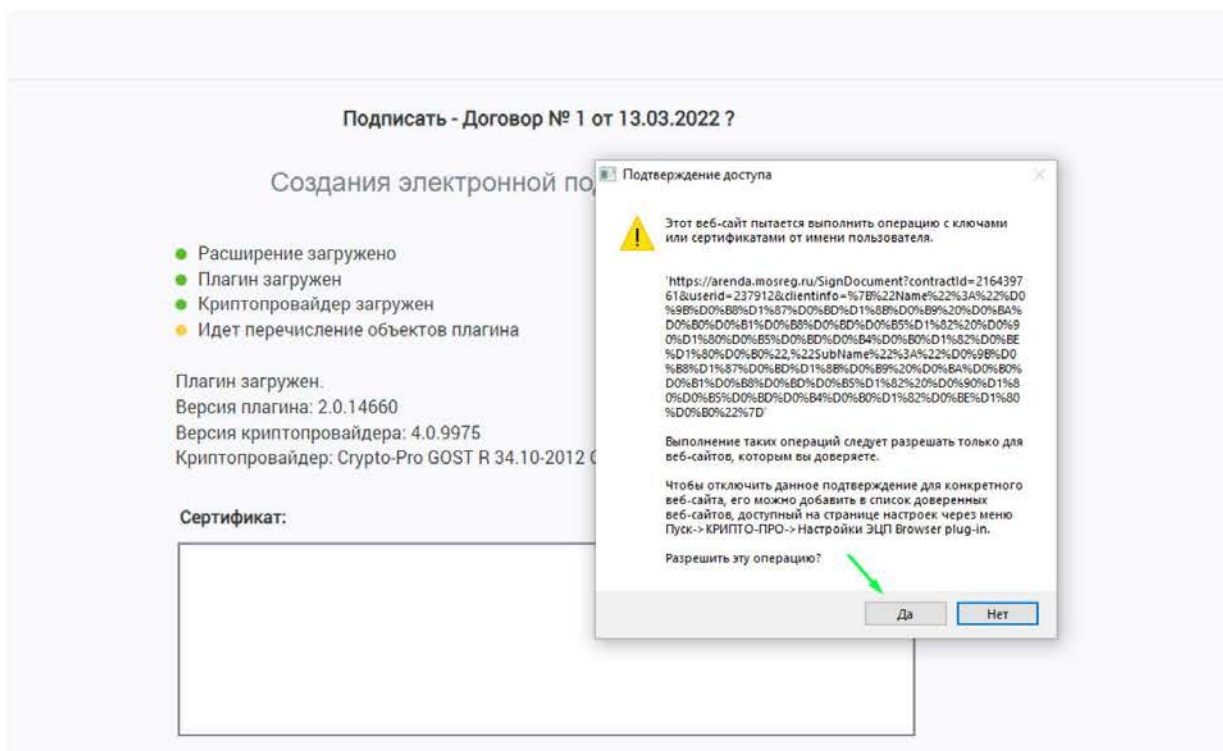 Подписать - Договор № 1 от 13.03.2022 ?
Создания электронной по
Расширение загружено
Плагин загружен
Криптопровайдер загружен
Идет перечисление объектов плагина
Плагин загружен.
Версия плагина: 2.0.14660
Версия криптопровайдера: 4.0.9975
Криптопровайдер: Crypto-Pro GOST R 34.10-2012
Сертификат:
Подтверждение доступа
Этот веб-сайт пытается выполнить операцию с ключами
или сертификатами от имени пользователя.
'https://arenda.mosreg.ru/SignDocument?contractId=2164397
61&userid=237912&clientinfo=%7B%22Name%22%3A%22%D0
%9B%D0%B8%D1%87%D0%BD%D1%8B%D0%B9%20%D0%BA%
D0%B0%D0%B1%D0%B8%D0%BD%D0%B5%D1%82%20%D0%9
0%D1%80%D0%B5%D0%BD%D0%B4%D0%B0%D1%82%D0%BE
%D1%80%D0%B0%22,%22SubName%22%3A%22%D0%9B%D0
%B8%D1%87%D0%BD%D1%8B%D0%B9%20%D0%BA%D0%B0%
D0%B1%D0%B8%D0%BD%D0%B5%D1%82%20%D0%90%D1%8
0%D0%B5%D0%BD%D0%B4%D0%B0%D1%82%D0%BE%D1%80
%D0%B0%22%7D'
Выполнение таких операций следует разрешать только для
веб-сайтов, которым вы доверяете.
Чтобы отключить данное подтверждение для конкретного
веб-сайта, его можно добавить в список доверенных
веб-сайтов, доступный на странице настроек через меню
Пуск->КРИПТО-ПРО->Настройки ЭЦП Browser plug-in.
Разрешить эту операцию?
Да
Нет